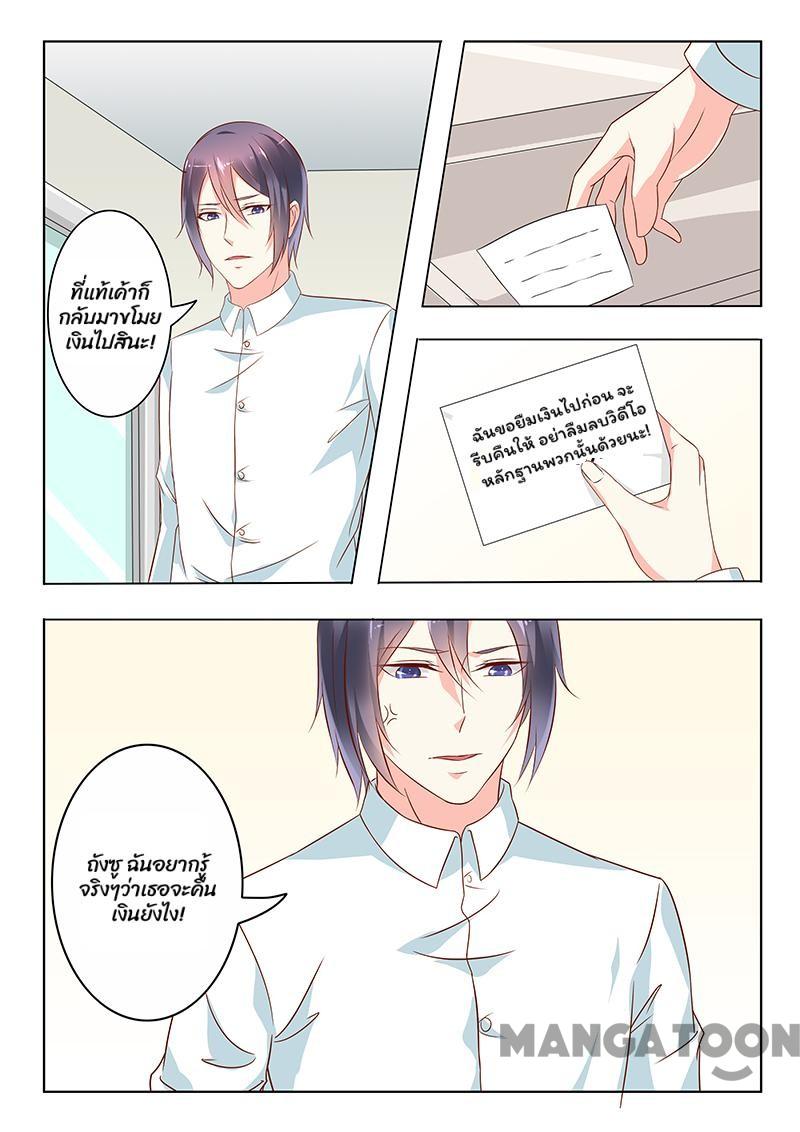 ที่แท้เค้าก็
กลับมาขโมย
เงินไปสินะ!
ฉันขอยืมเงินไปก่อน จะ
รีบคืนให้ อย่าลืมลบวิดีโอ
หลักฐานพวกนั้นด้วยนะ!
ถังซู ฉันอยากรู้
จริงๆว่าเธอจะคืน
เงินยังไง!
MANGATOON